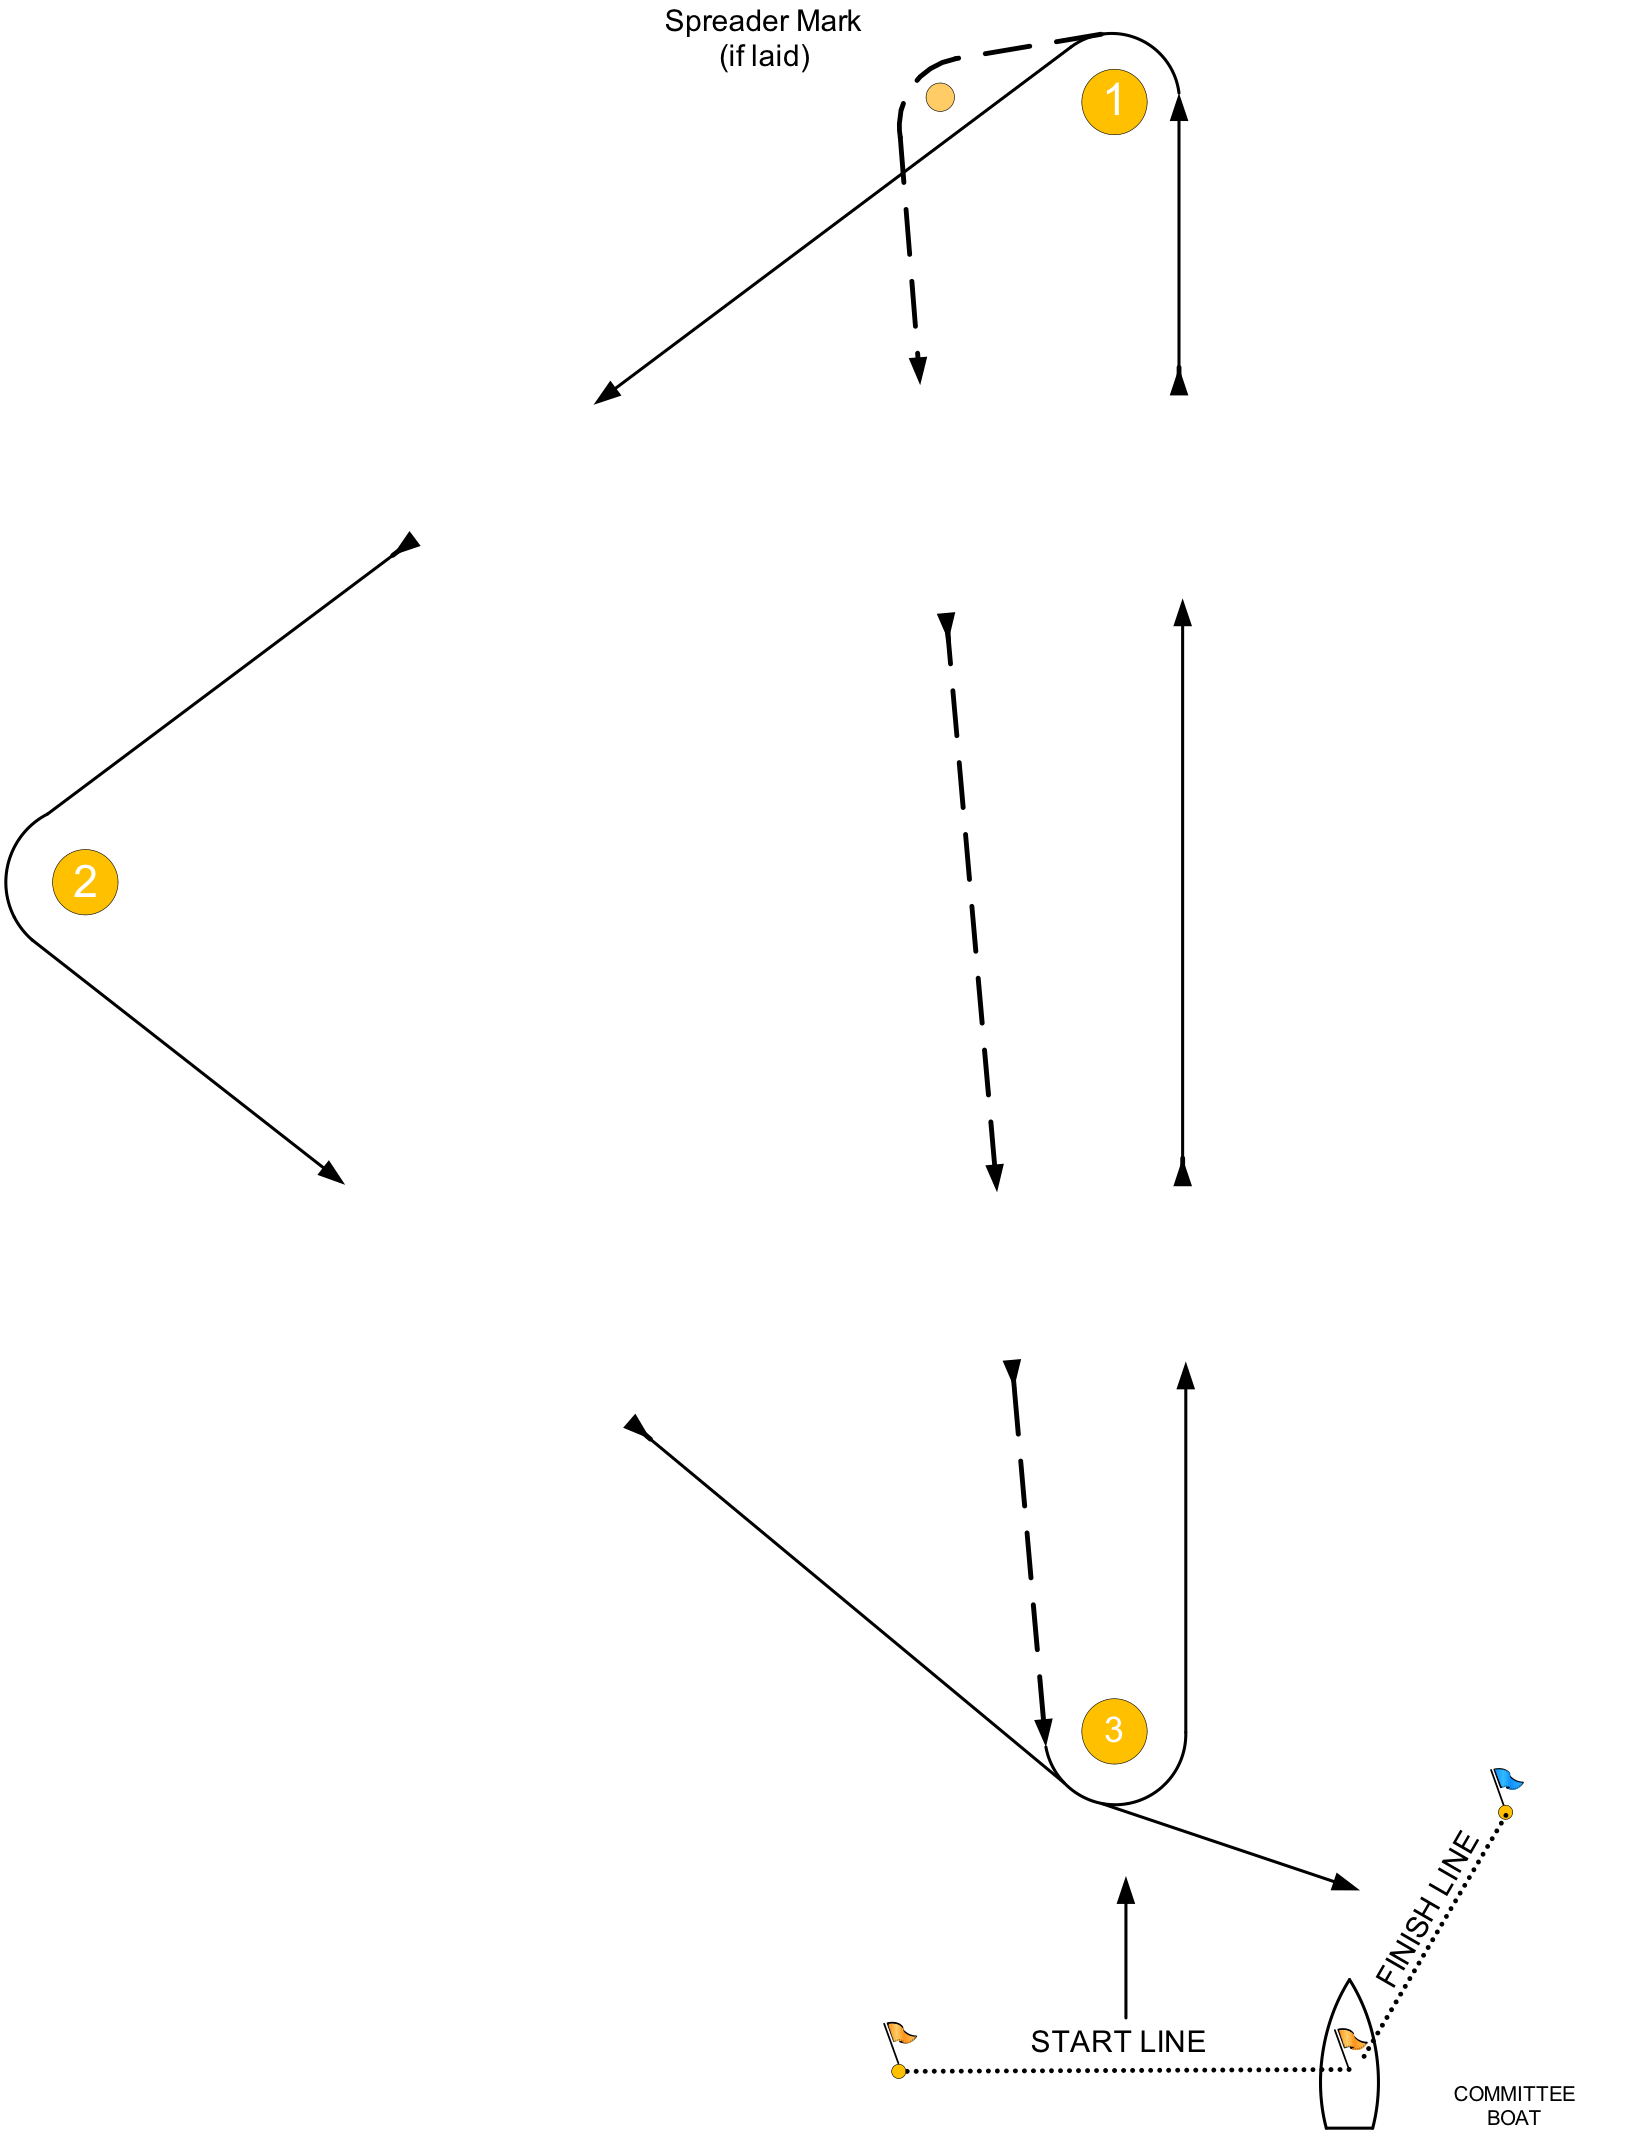 Spreader Mark
(if laid)
1
2
3
FINISH LINE
START LINE
COMMITTEE
BOAT